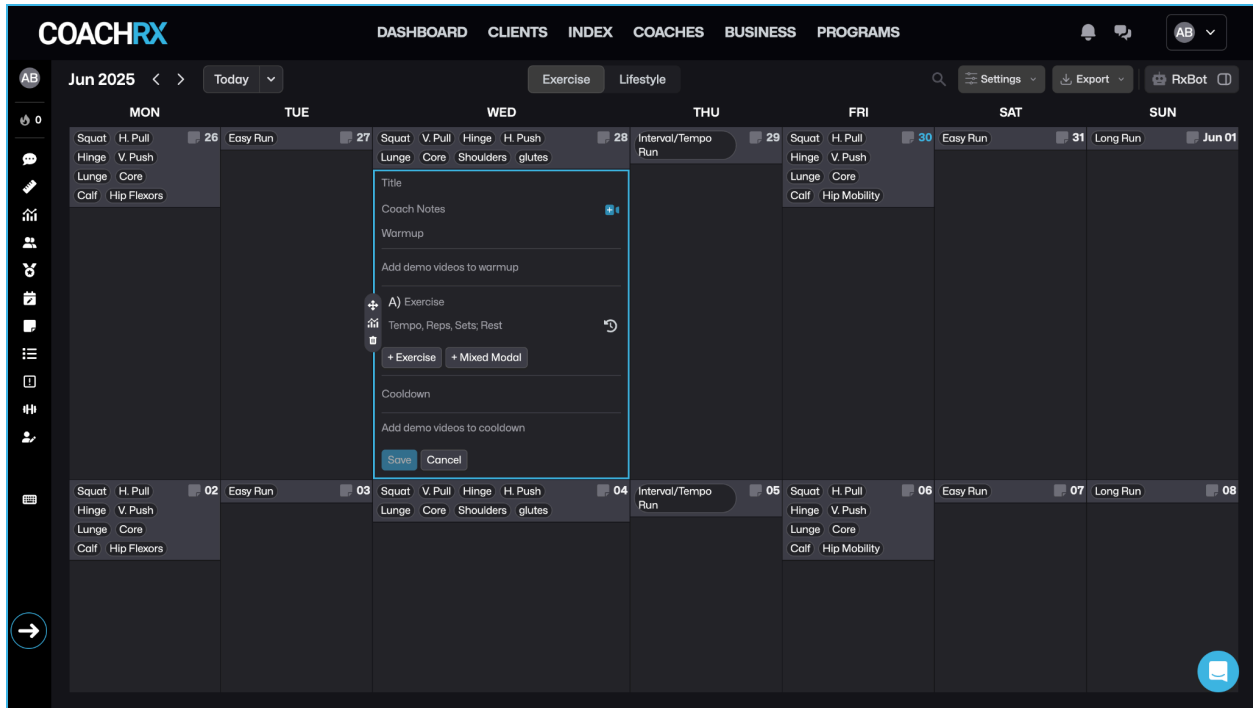 COACHRX
DASHBOARD CLIENTS INDEX COACHES BUSINESS PROGRAMS
AB
AB
Jun 2025
Today
Exercise Lifestyle
Settings
Export
RxBot
0
MON TUE WED THU FRI SAT SUN
Squat H. Pull 26
Hinge V. Push
Lunge Core
Calf Hip Flexors
Easy Run 27
Squat V. Pull Hinge H. Push 28
Lunge Core Shoulders glutes
Title
Coach Notes
Warmup
Add demo videos to warmup
A) Exercise
Tempo, Reps, Sets; Rest
+ Exercise + Mixed Modal
Cooldown
Add demo videos to cooldown
Save Cancel
Interval/Tempo 29
Run
Squat H. Pull 30
Hinge V. Push
Lunge Core
Calf Hip Mobility
Easy Run 31
Long Run Jun 01
Squat H. Pull 02
Hinge V. Push
Lunge Core
Calf Hip Flexors
Easy Run 03
Squat V. Pull Hinge H. Push 04
Lunge Core Shoulders glutes
Interval/Tempo 05
Run
Squat H. Pull 06
Hinge V. Push
Lunge Core
Calf Hip Mobility
Easy Run 07
Long Run 08